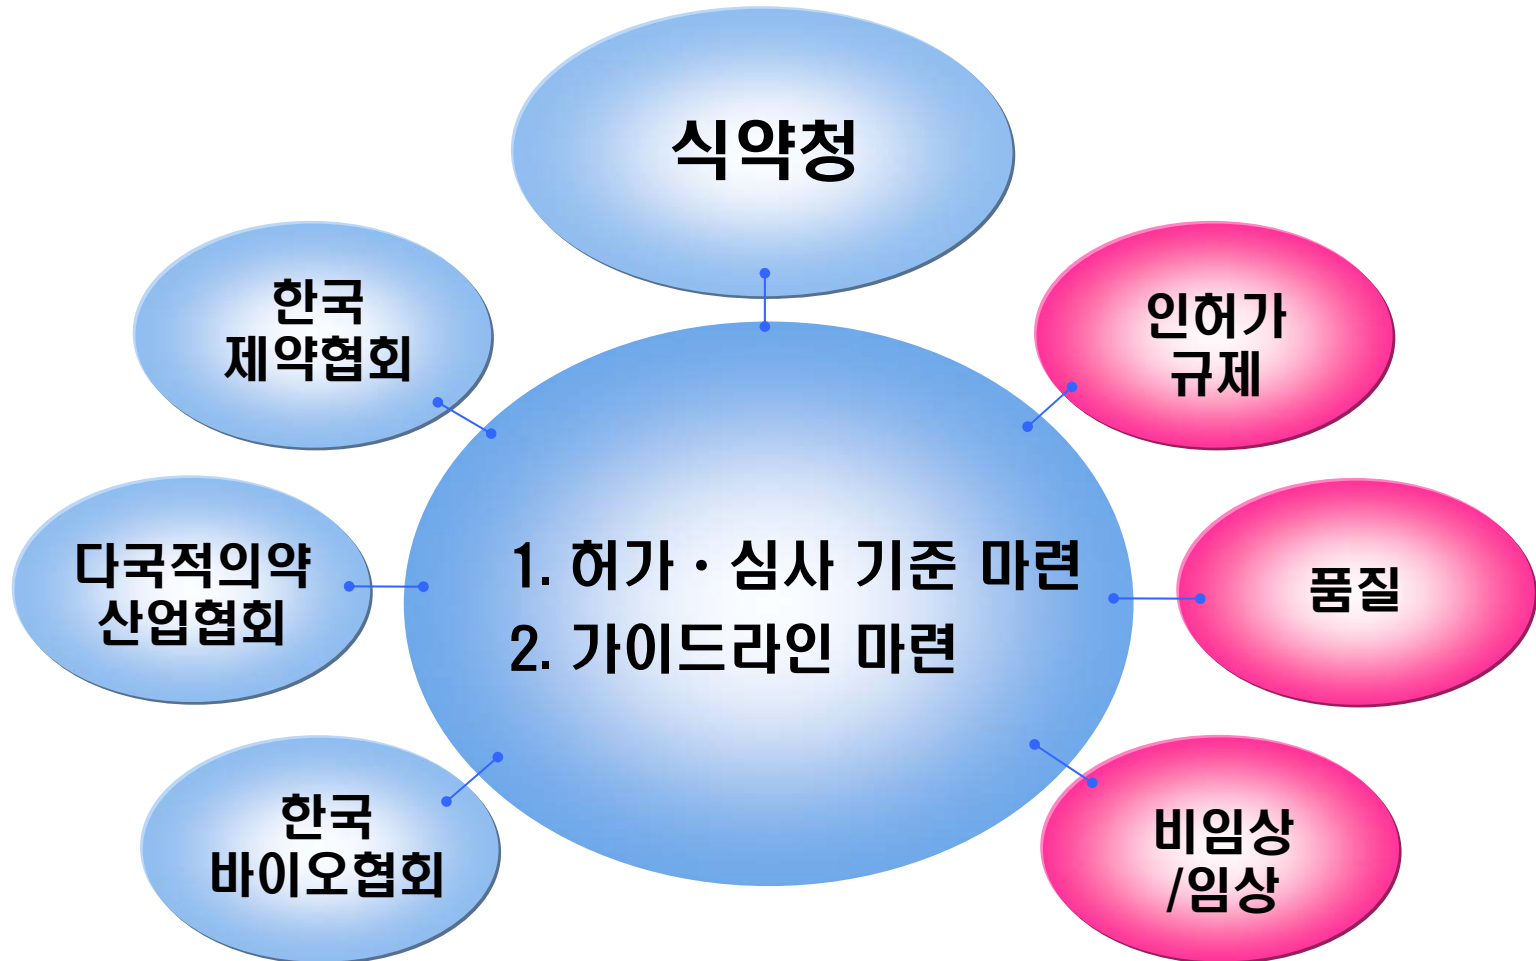 식약청
한국
제약협회
인허가
규제
다국적의약
산업협회
1. 허가 · 심사 기준 마련
2. 가이드라인 마련
품질
한국
바이오협회
비임상
/임상